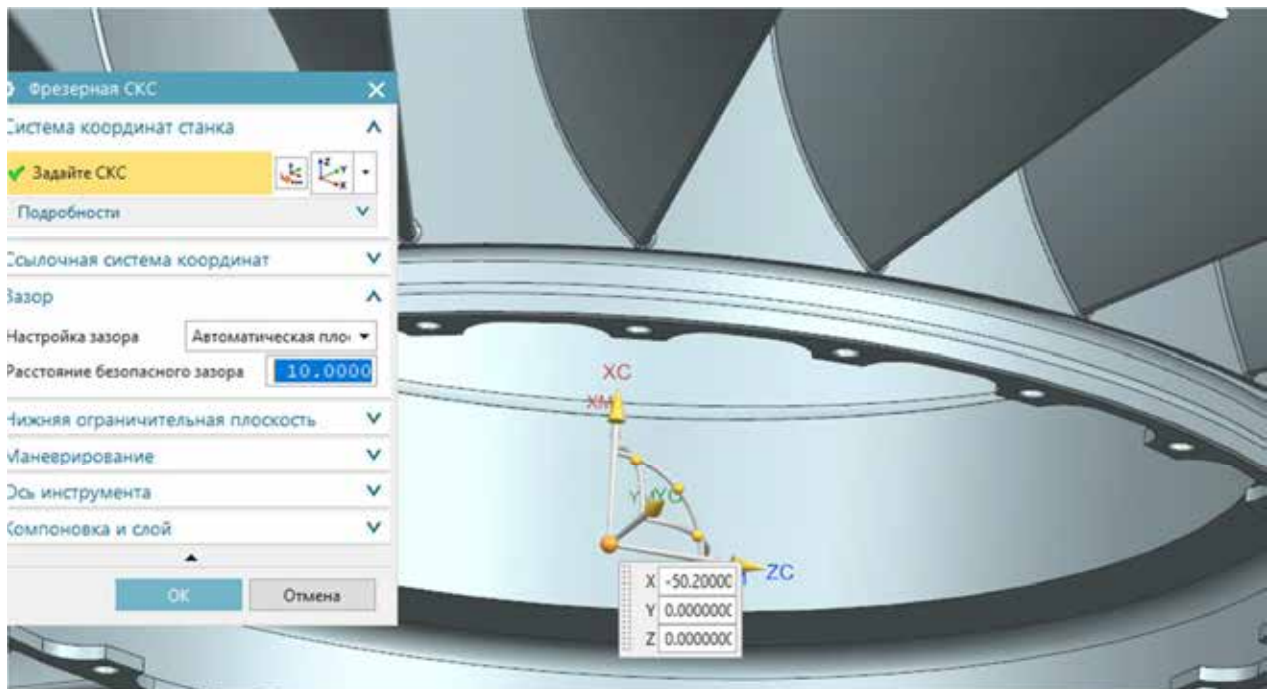 Фрезерная СКС
Система координат станка
Задайте СКС
Подробности
Ссылочная система координат
Зазор
Настройка зазора Автоматическая пло
Расстояние безопасного зазора 10.0000
Нижняя ограничительная плоскость
Маневрирование
Ось инструмента
Компоновка и слой
OK Отмена
XC
XM
YC
ZC
X -50.20000
Y 0.000000
Z 0.000000